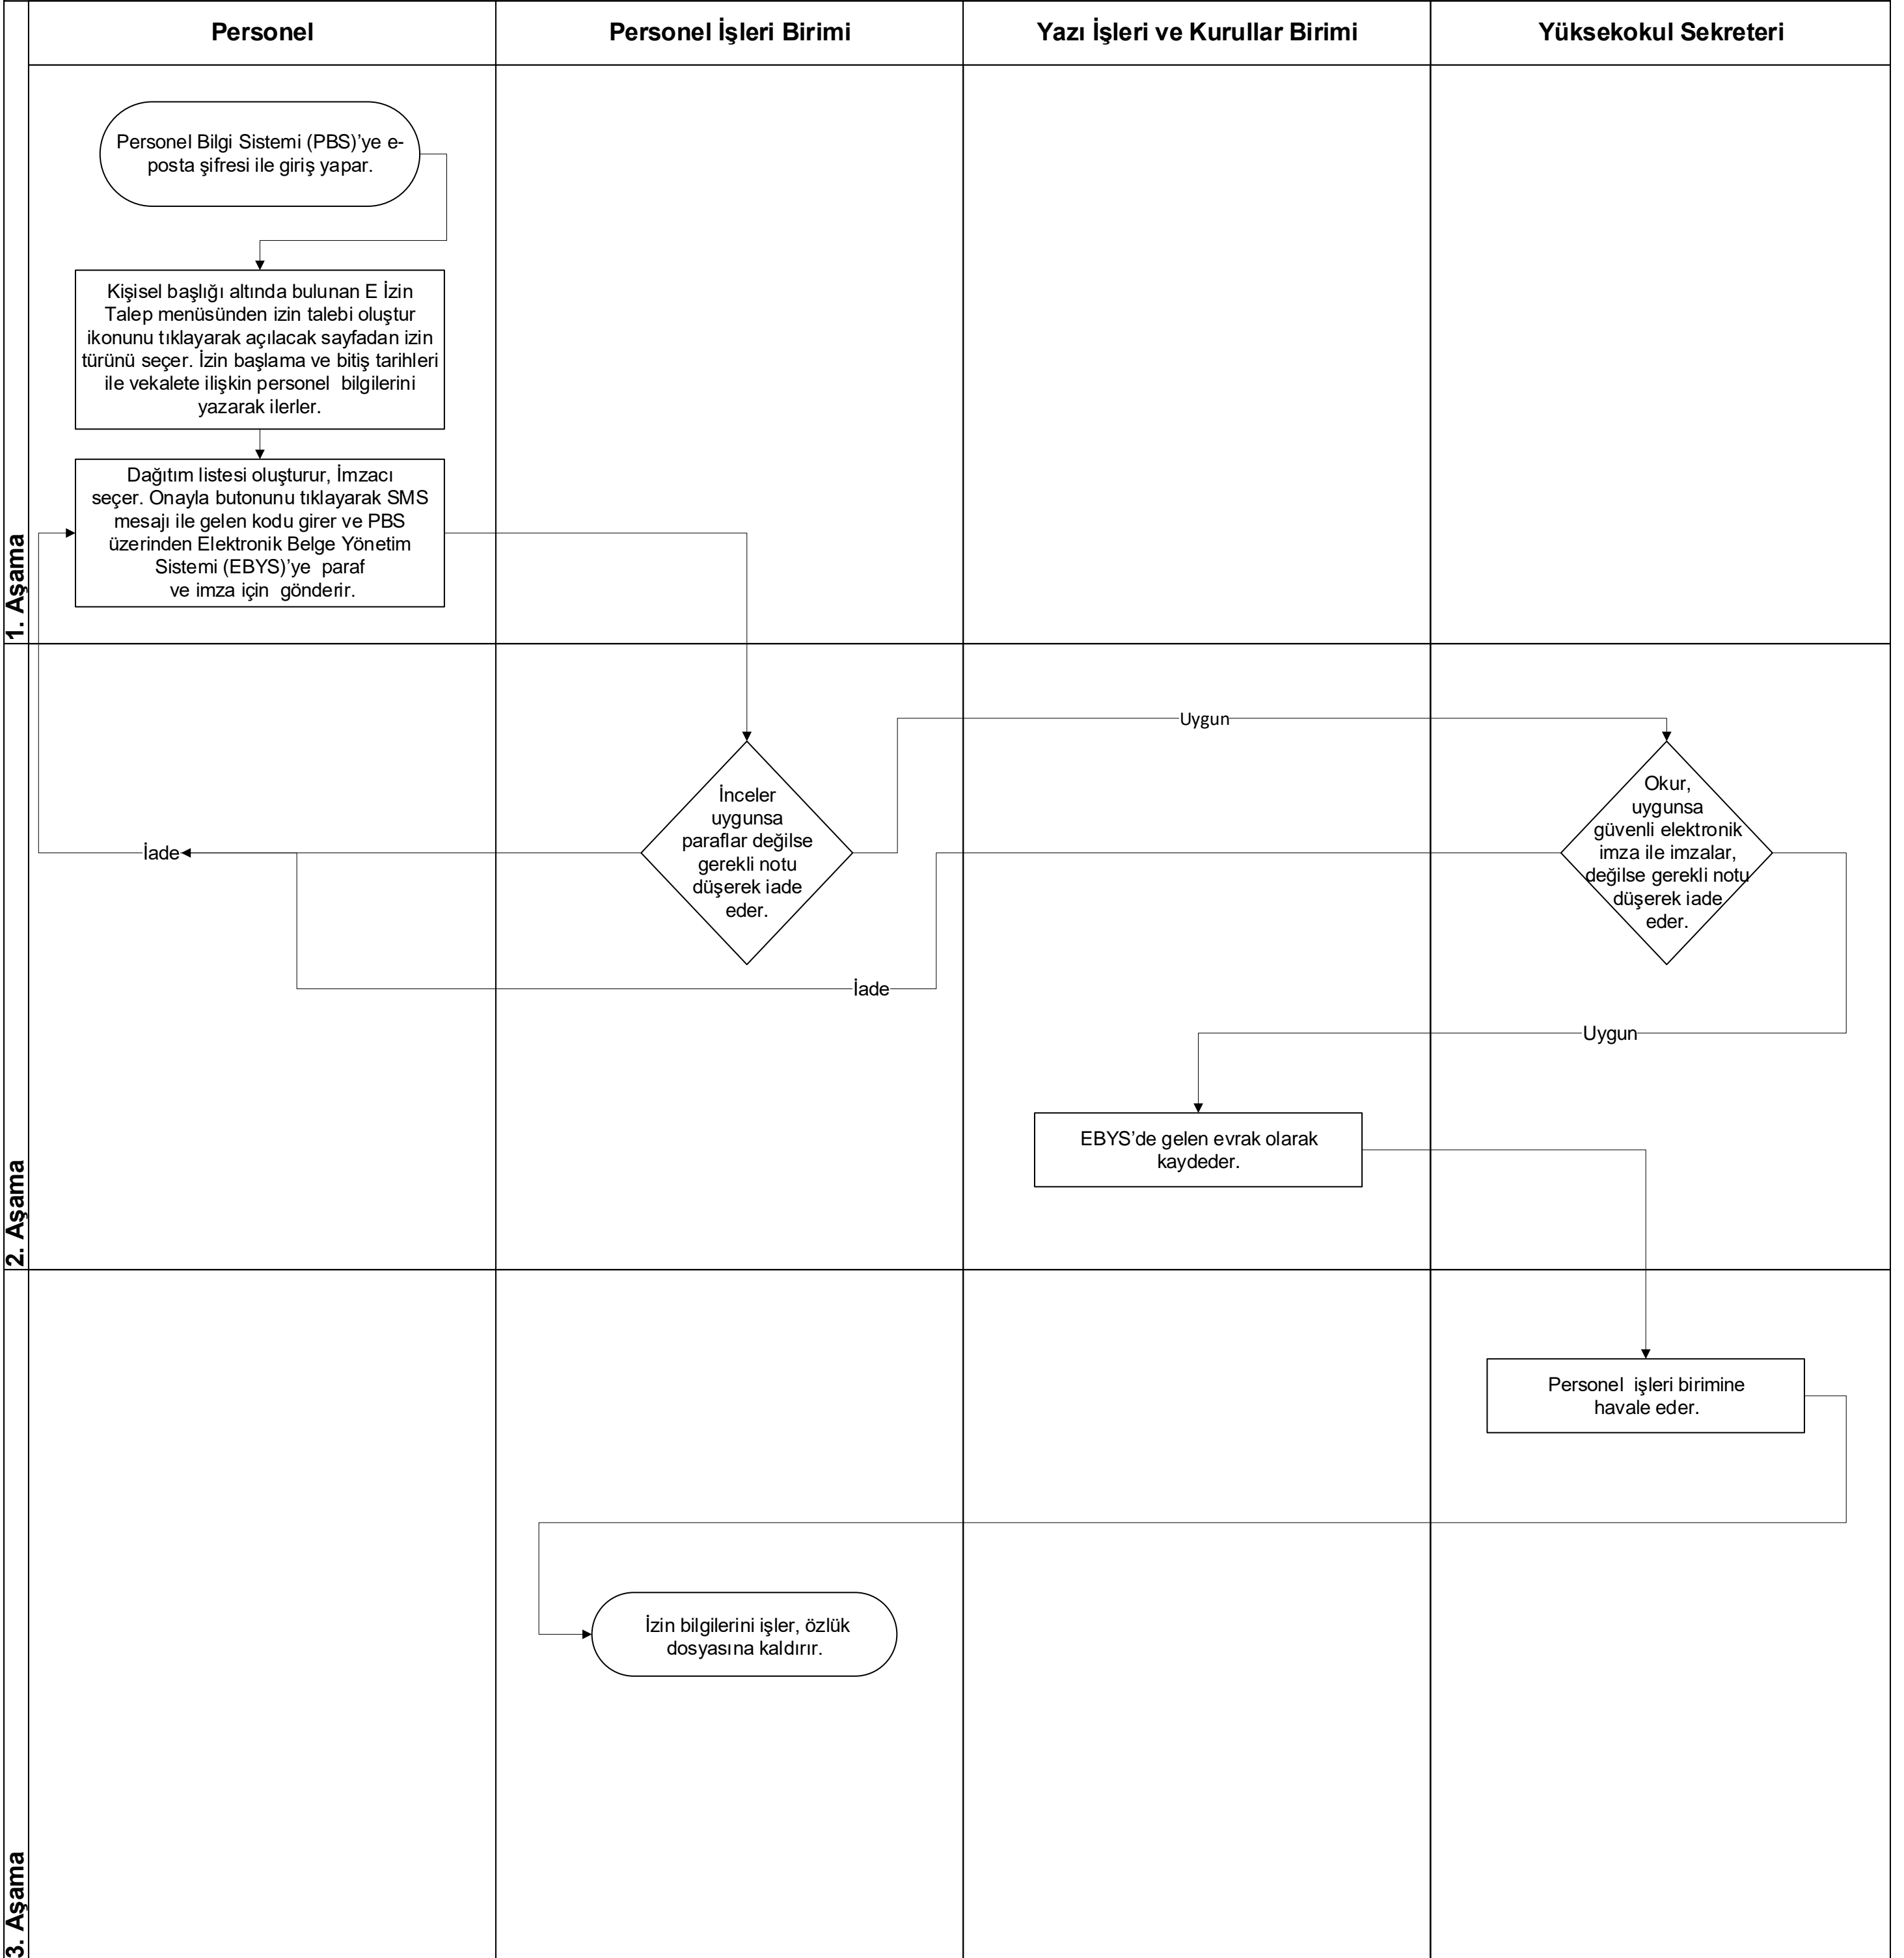 Personel
Personel İşleri Birimi
Yazı İşleri ve Kurullar Birimi
Yüksekokul Sekreteri
1. Aşama
Personel Bilgi Sistemi (PBS)’ye e-
posta şifresi ile giriş yapar.
Kişisel başlığı altında bulunan E İzin
Talep menüsünden izin talebi oluştur
ikonunu tıklayarak açılacak sayfadan izin
türünü seçer. İzin başlama ve bitiş tarihleri
ile vekalete ilişkin personel  bilgilerini
yazarak ilerler.
Dağıtım listesi oluşturur, İmzacı
seçer. Onayla butonunu tıklayarak SMS
mesajı ile gelen kodu girer ve PBS
üzerinden Elektronik Belge Yönetim
Sistemi (EBYS)’ye  paraf
ve imza için  gönderir.
2. Aşama
Uygun
İnceler
uygunsa
paraflar değilse
gerekli notu
düşerek iade
eder.
Okur,
uygunsa
güvenli elektronik
imza ile imzalar,
değilse gerekli notu
düşerek iade
eder.
İade
İade
Uygun
EBYS’de gelen evrak olarak
kaydeder.
3. Aşama
Personel  işleri birimine
havale eder.
İzin bilgilerini işler, özlük
dosyasına kaldırır.